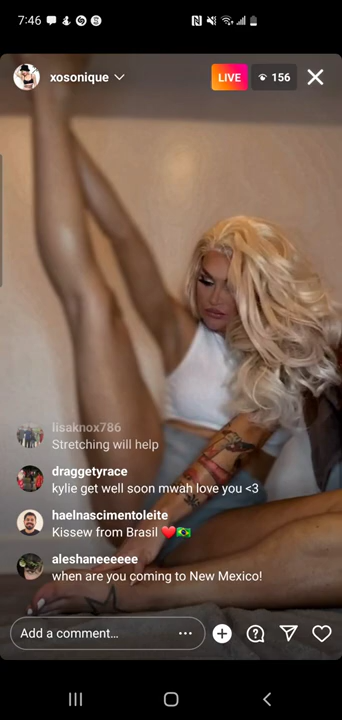 7:46
xosonique
LIVE
156
lisaknox786
Stretching will help
draggetyrace
kylie get well soon mwah love you <3
haelnascimentoleite
Kissew from Brasil ❤️🇧🇷
aleshaneeeeee
when are you coming to New Mexico!
Add a comment...